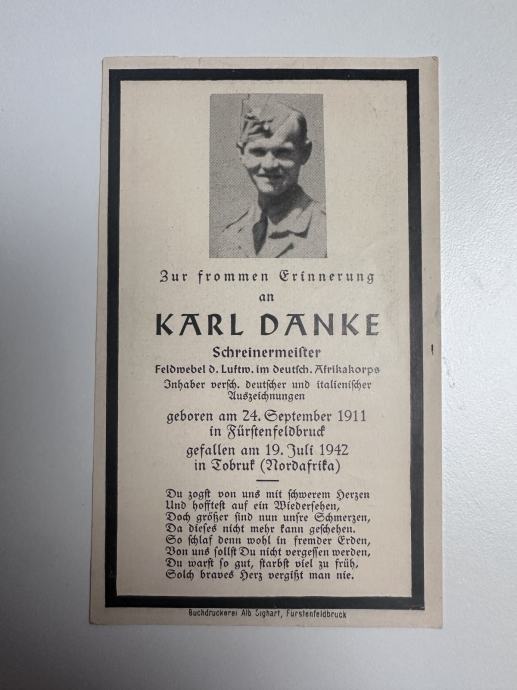 Zur frommen Erinnerung
an
KARL DANKE
Schreinermeister
Feldwebel d. Luftw. im deutsch. Afrikakorps
Inhaber versch. deutscher und italienischer
Auszeichnungen
geboren am 24. September 1911
in Fürstenfeldbruck
gefallen am 19. Juli 1942
in Tobruk (Nordafrika)
Du zogst von uns mit schwerem Herzen
Und hofftest auf ein Wiedersehen,
Doch größer sind nun unsre Schmerzen,
Da dieses nicht mehr kann geschehen.
So schlaf denn wohl in fremder Erden,
Von uns sollst Du nicht vergessen werden,
Du warst so gut, starbst viel zu früh,
Solch braves Herz vergißt man nie.
Buchdruckerei Alb. Sighart, Fürstenfeldbruck